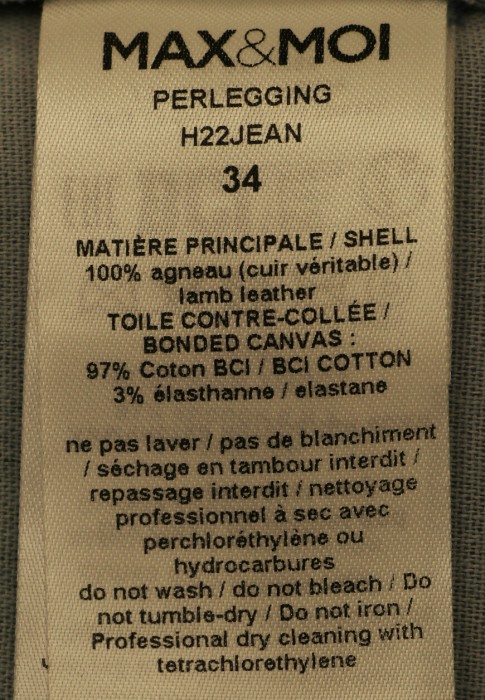 MAX&MOI
PERLEGGING
H22JEAN
34
MATIÈRE PRINCIPALE / SHELL
100% agneau (cuir véritable) /
lamb leather
TOILE CONTRE-COLLÉE /
BONDED CANVAS :
97% Coton BCI / BCI COTTON
3% élasthanne / elastane
ne pas laver / pas de blanchiment
/ séchage en tambour interdit /
repassage interdit / nettoyage
professionnel à sec avec
perchloréthylène ou
hydrocarbures
do not wash / do not bleach / Do
not tumble-dry / Do not iron /
Professional dry cleaning with
tetrachlorethylene